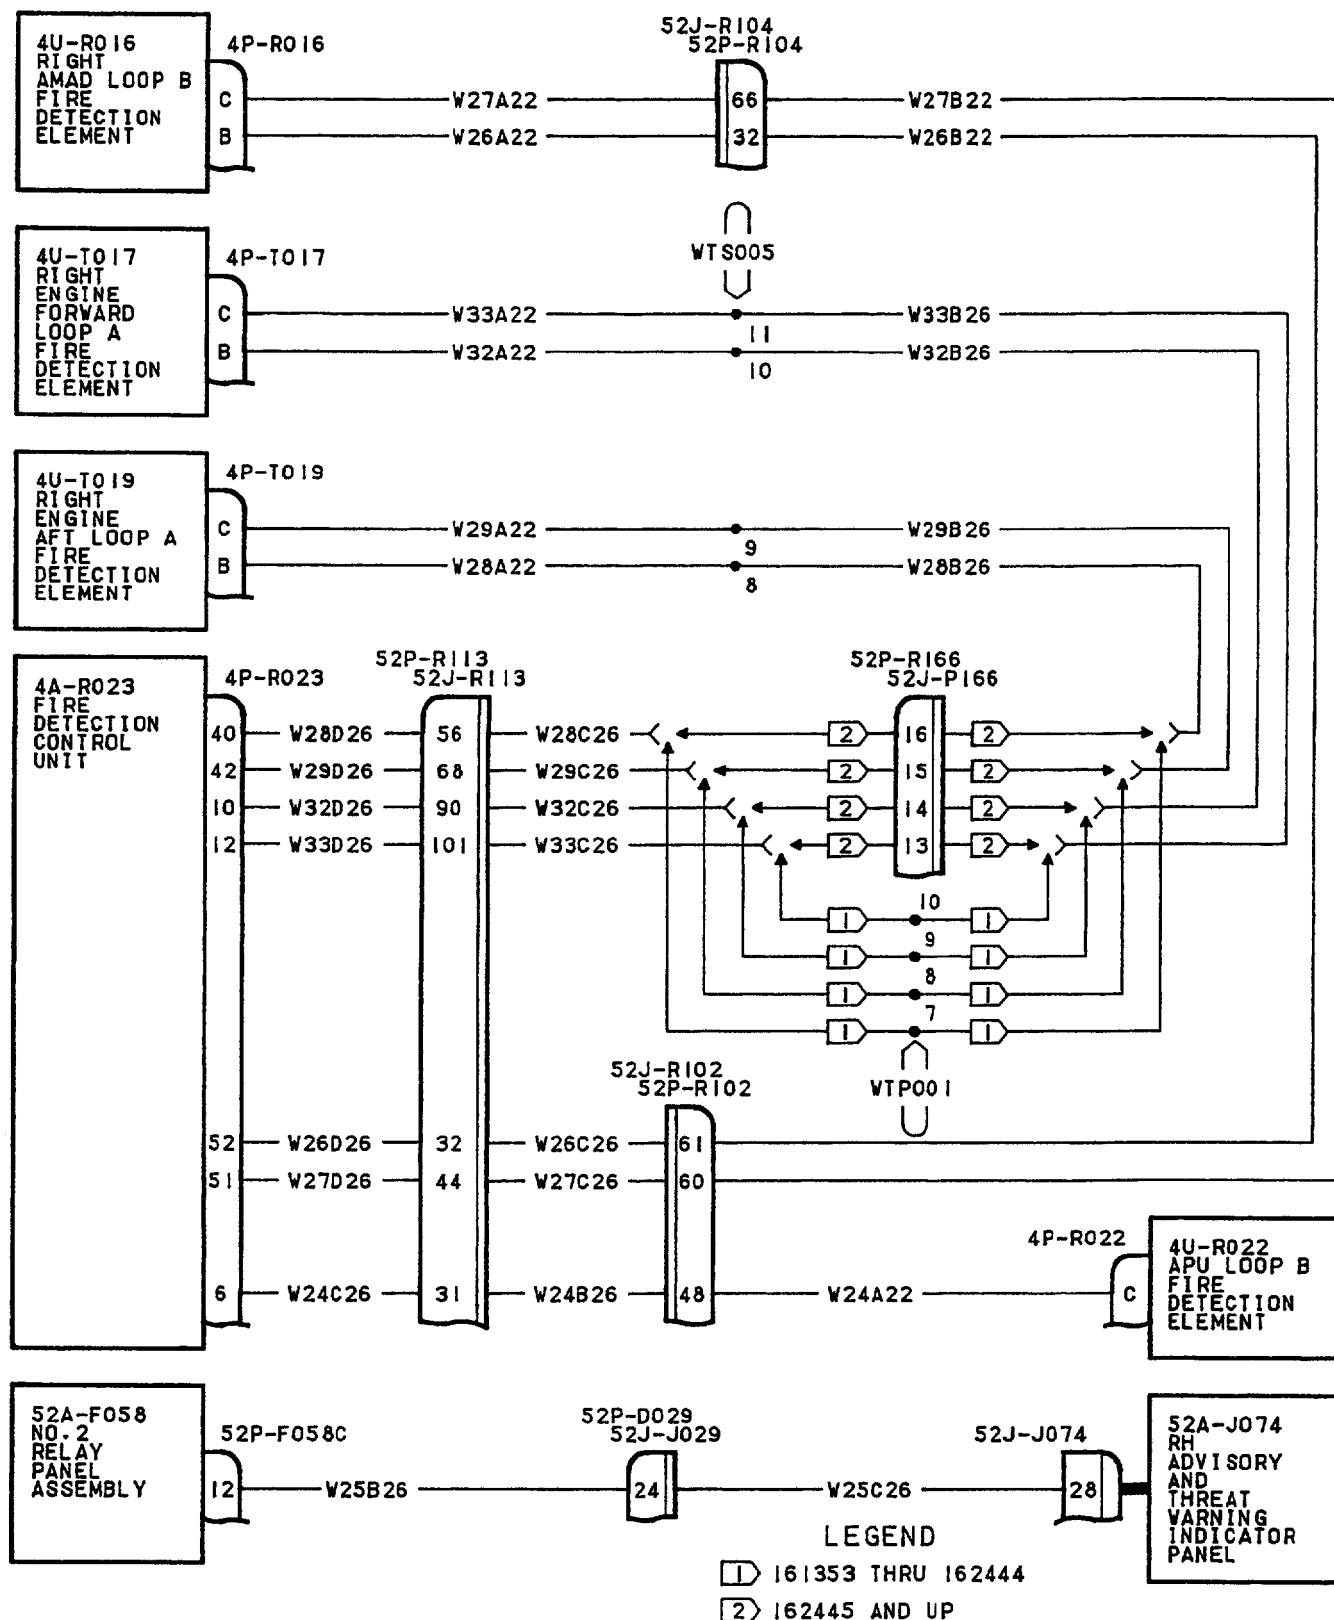 52J-R104
52P-R104
4U-R016
RIGHT
AMAD LOOP B
FIRE
DETECTION
ELEMENT
4P-R016
C W27A22 66 W27B22
B W26A22 32 W26B22
WTS005
4U-T017
RIGHT
ENGINE
FORWARD
LOOP A
FIRE
DETECTION
ELEMENT
4P-T017
C W33A22 W33B26
11
B W32A22 W32B26
10
4U-T019
RIGHT
ENGINE
AFT LOOP A
FIRE
DETECTION
ELEMENT
4P-T019
C W29A22 W29B26
9
B W28A22 W28B26
8
4A-R023
FIRE
DETECTION
CONTROL
UNIT
4P-R023
52P-R113
52J-R113
52P-R166
52J-P166
40 W28D26 56 W28C26 2 16 2
42 W29D26 68 W29C26 2 15 2
10 W32D26 90 W32C26 2 14 2
12 W33D26 101 W33C26 2 13 2
10
1 1
9
1 1
8
1 1
7
1 1
WTP001
52J-R102
52P-R102
52 W26D26 32 W26C26 61
51 W27D26 44 W27C26 60
6 W24C26 31 W24B26 48 W24A22 C
4P-R022
4U-R022
APU LOOP B
FIRE
DETECTION
ELEMENT
52A-F058
NO.2
RELAY
PANEL
ASSEMBLY
52P-F058C
52P-D029
52J-J029
52J-J074
12 W25B26 24 W25C26 28
52A-J074
RH
ADVISORY
AND
THREAT
WARNING
INDICATOR
PANEL
LEGEND
1 161353 THRU 162444
2 162445 AND UP